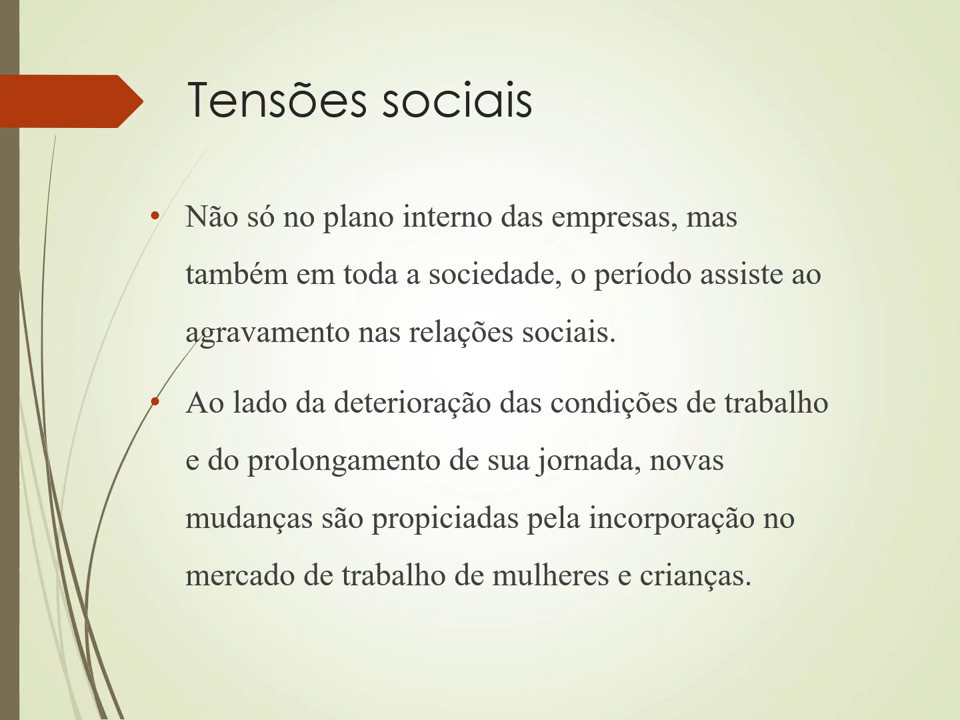 Tensões sociais
• Não só no plano interno das empresas, mas
também em toda a sociedade, o período assiste ao
agravamento nas relações sociais.
• Ao lado da deterioração das condições de trabalho
e do prolongamento de sua jornada, novas
mudanças são propiciadas pela incorporação no
mercado de trabalho de mulheres e crianças.